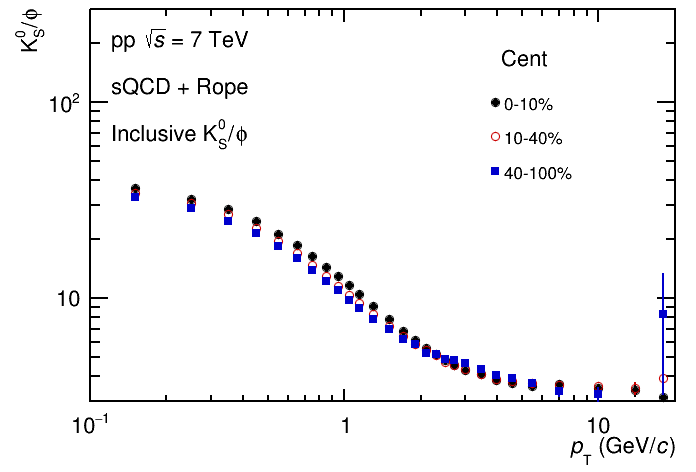 K_S^0/ϕ
pp √s = 7 TeV
sQCD + Rope
Inclusive K_S^0/ϕ
Cent
0-10%
10-40%
40-100%
10^2
10
10^−1
1
10
p_T (GeV/c)